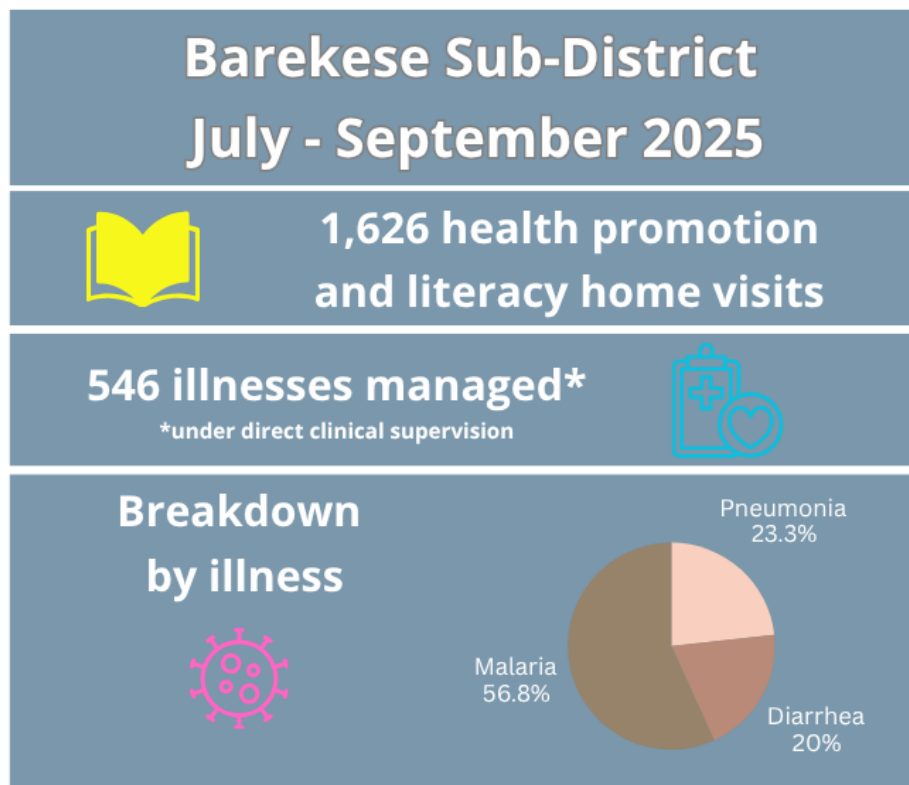 Barekese Sub-District
July - September 2025
1,626 health promotion
and literacy home visits
546 illnesses managed*
*under direct clinical supervision
Breakdown
by illness
Pneumonia
23.3%
Malaria
56.8%
Diarrhea
20%